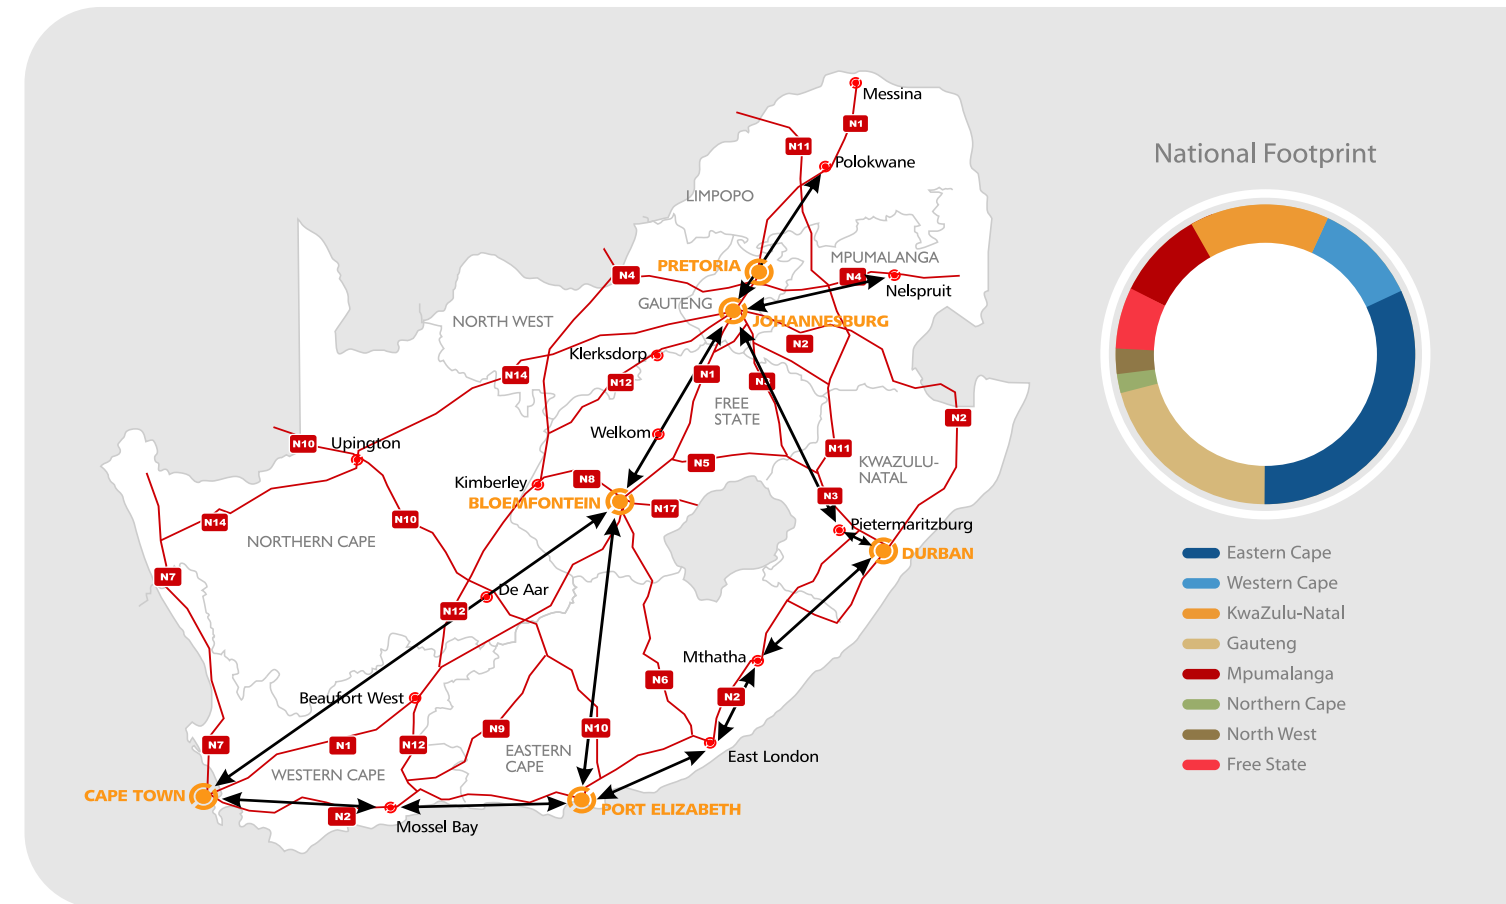 Messina
N1
N11
Polokwane
National Footprint
LIMPOPO
MPUMALANGA
PRETORIA
N4
N4
Nelspruit
GAUTENG
NORTH WEST
JOHANNESBURG
N2
Klerksdorp
N14
N12
N1
N3
FREE
STATE
N2
Welkom
N10
Upington
N11
KWAZULU-
NATAL
N5
Kimberley
N8
BLOEMFONTEIN
N17
N3
N14
N10
Pietermaritzburg
NORTHERN CAPE
DURBAN
N7
De Aar
N12
Mthatha
N6
N2
Beaufort West
N7
N1
N12
N9
N10
EASTERN
CAPE
East London
WESTERN CAPE
CAPE TOWN
N2
PORT ELIZABETH
Mossel Bay
Eastern Cape
Western Cape
KwaZulu-Natal
Gauteng
Mpumalanga
Northern Cape
North West
Free State